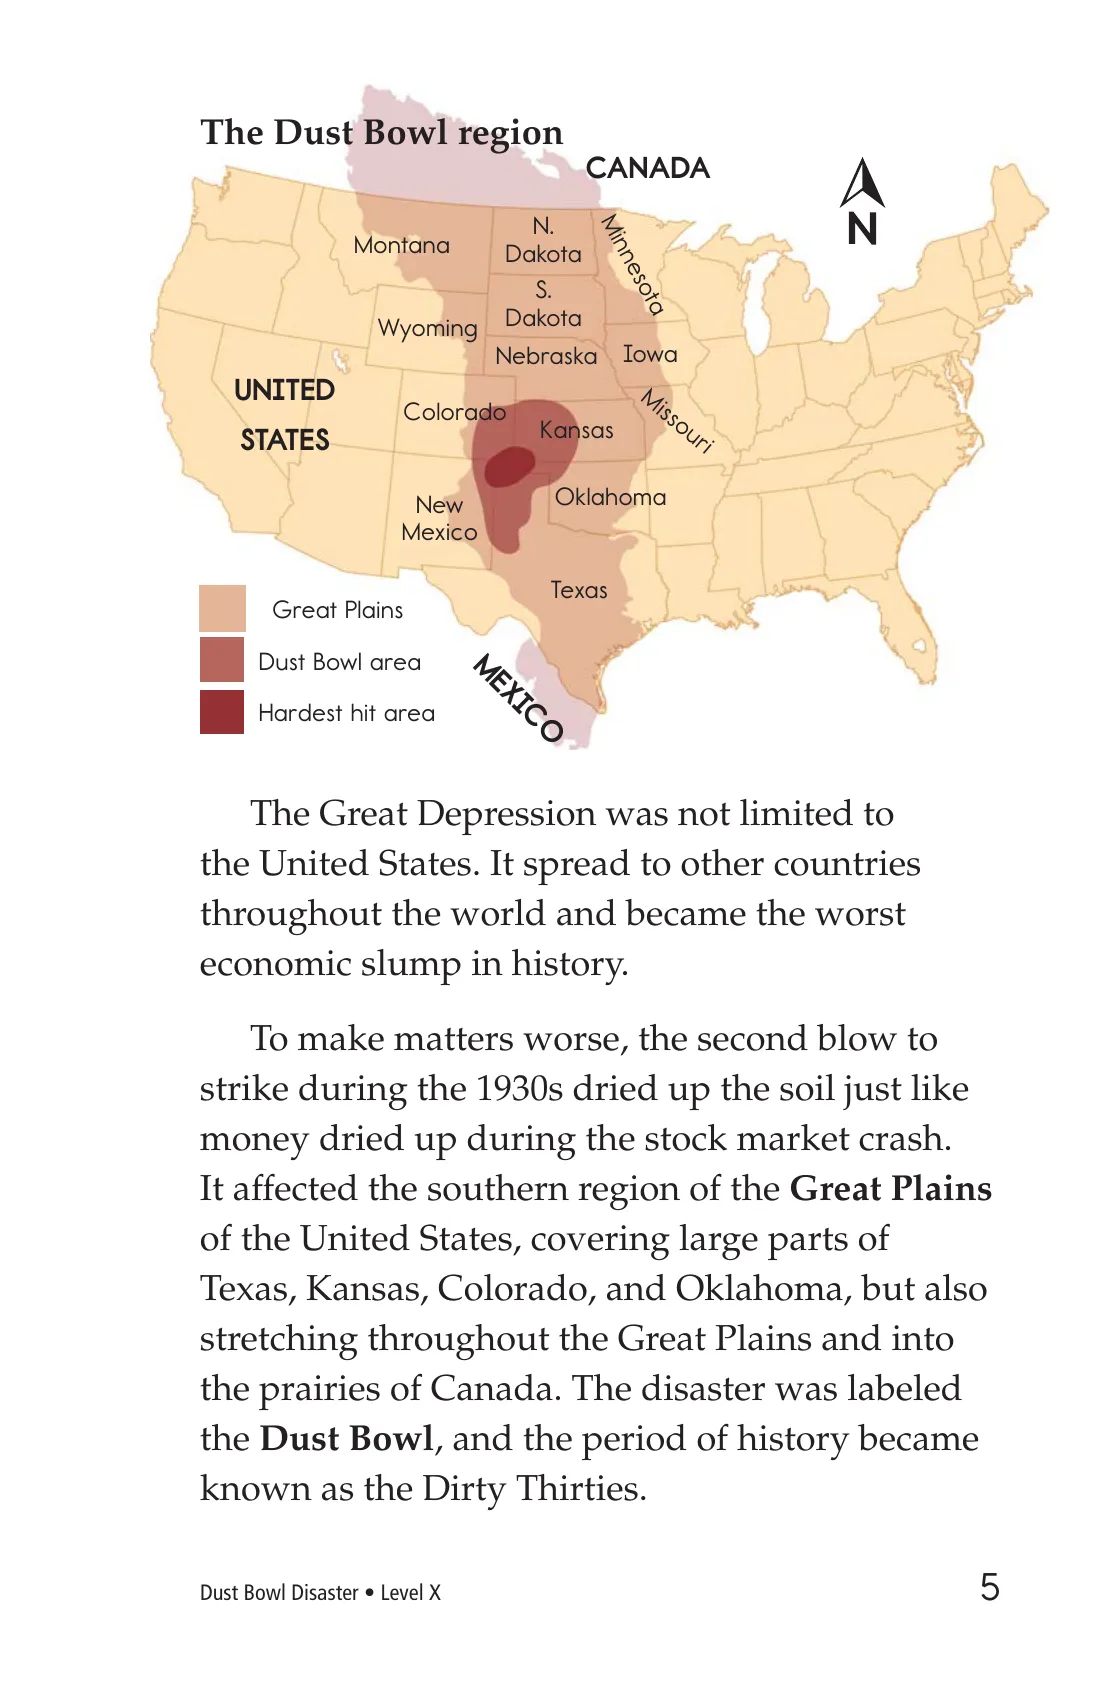 The Dust Bowl region
CANADA
N
Montana
N.
Dakota
Minnesota
S.
Dakota
Wyoming
Nebraska
Iowa
UNITED
STATES
Colorado
Kansas
Missouri
New
Mexico
Oklahoma
Texas
Great Plains
Dust Bowl area
Hardest hit area
MEXICO
The Great Depression was not limited to
the United States. It spread to other countries
throughout the world and became the worst
economic slump in history.
To make matters worse, the second blow to
strike during the 1930s dried up the soil just like
money dried up during the stock market crash.
It affected the southern region of the Great Plains
of the United States, covering large parts of
Texas, Kansas, Colorado, and Oklahoma, but also
stretching throughout the Great Plains and into
the prairies of Canada. The disaster was labeled
the Dust Bowl, and the period of history became
known as the Dirty Thirties.
Dust Bowl Disaster • Level X
5